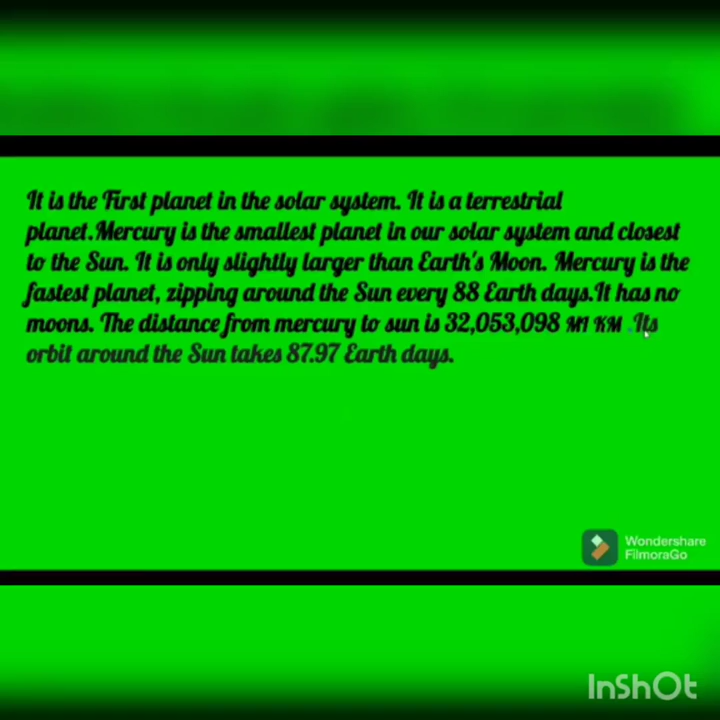 It is the First planet in the solar system. It is a terrestrial
planet.Mercury is the smallest planet in our solar system and closest
to the Sun. It is only slightly larger than Earth's Moon. Mercury is the
fastest planet, zipping around the Sun every 88 Earth days.It has no
moons. The distance from mercury to sun is 32,053,098 MI KM .Its
orbit around the Sun takes 87.97 Earth days.
Wondershare
FilmoraGo
InShOt